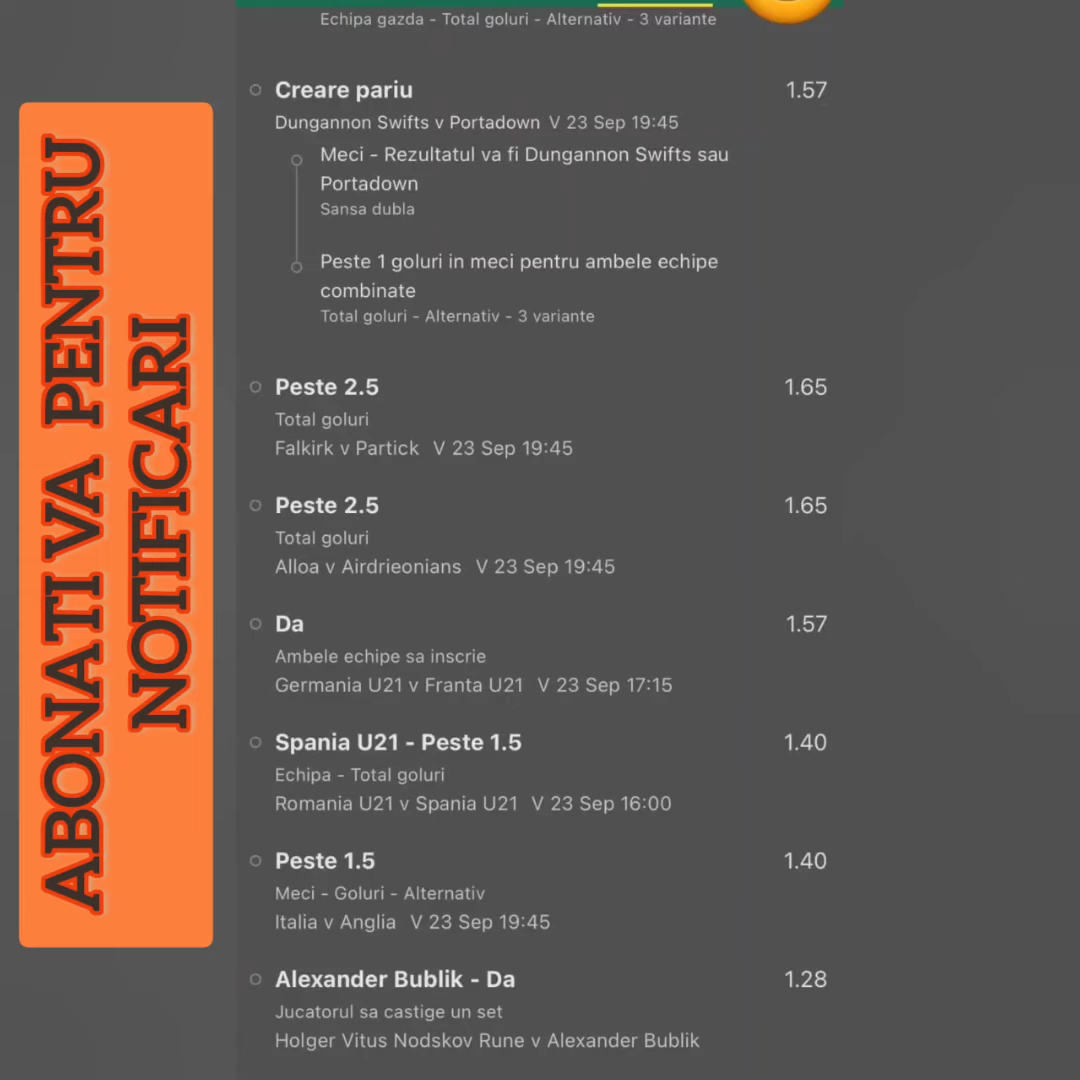 ABONATI VA PENTRU
NOTIFICARI
Echipa gazda - Total goluri - Alternativ - 3 variante
Creare pariu 1.57
Dungannon Swifts v Portadown V 23 Sep 19:45
Meci - Rezultatul va fi Dungannon Swifts sau
Portadown
Sansa dubla
Peste 1 goluri in meci pentru ambele echipe
combinate
Total goluri - Alternativ - 3 variante
Peste 2.5 1.65
Total goluri
Falkirk v Partick V 23 Sep 19:45
Peste 2.5 1.65
Total goluri
Alloa v Airdrieonians V 23 Sep 19:45
Da 1.57
Ambele echipe sa inscrie
Germania U21 v Franta U21 V 23 Sep 17:15
Spania U21 - Peste 1.5 1.40
Echipa - Total goluri
Romania U21 v Spania U21 V 23 Sep 16:00
Peste 1.5 1.40
Meci - Goluri - Alternativ
Italia v Anglia V 23 Sep 19:45
Alexander Bublik - Da 1.28
Jucatorul sa castige un set
Holger Vitus Nodskov Rune v Alexander Bublik